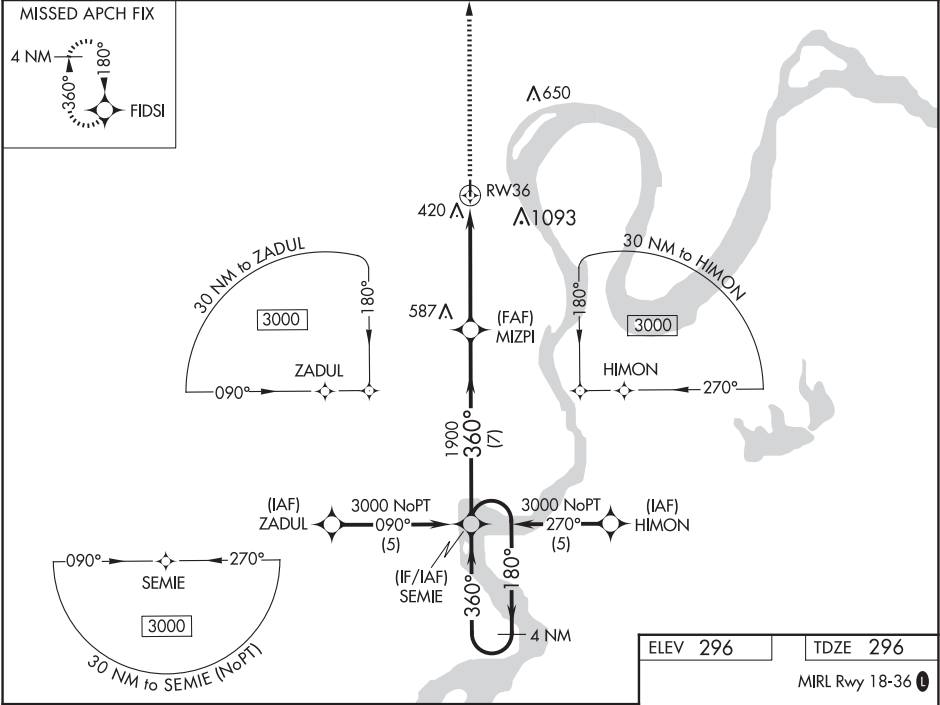 MISSED APCH FIX
4 NM
180°
360°
FIDSI
650
RW36
420
1093
30 NM to ZADUL
30 NM to HIMON
180°
180°
3000
587
(FAF)
MIZPI
3000
ZADUL
HIMON
090°
270°
1900
360°
(7)
(IAF)
ZADUL
3000 NoPT
090°
(5)
3000 NoPT
270°
(5)
(IAF)
HIMON
090°
270°
SEMIE
(IF/IAF)
SEMIE
360°
180°
3000
4 NM
30 NM to SEMIE (NoPT)
ELEV 296
TDZE 296
MIRL Rwy 18-36 L